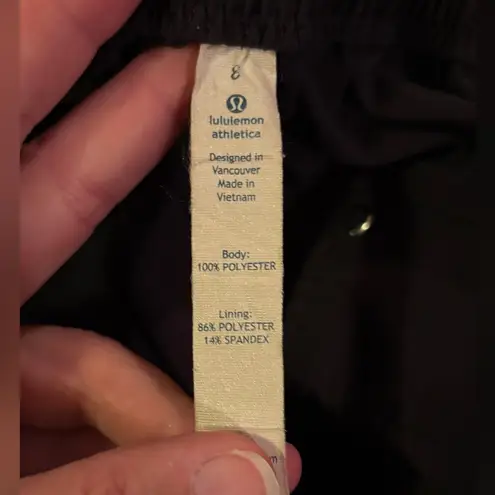 8
lululemon
athletica
Designed in
Vancouver
Made in
Vietnam
Body:
100% POLYESTER
Lining:
86% POLYESTER
14% SPANDEX